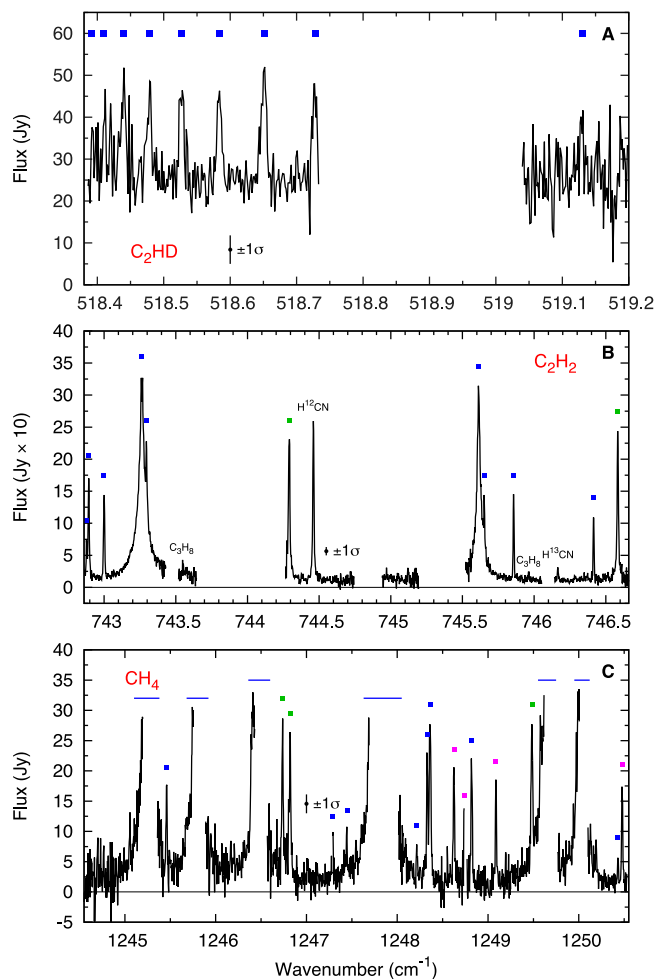 A
60
50
40
30
20
10
0
Flux (Jy)
C₂HD
±1σ
518.4 518.5 518.6 518.7 518.8 518.9 519 519.1 519.2
B
C₂H₂
40
35
30
25
20
15
10
5
0
Flux (Jy × 10)
H¹²CN
C₃H₈
±1σ
C₃H₈ H¹³CN
743 743.5 744 744.5 745 745.5 746 746.5
C
CH₄
35
30
25
20
15
10
5
0
-5
Flux (Jy)
±1σ
1245 1246 1247 1248 1249 1250
Wavenumber (cm⁻¹)